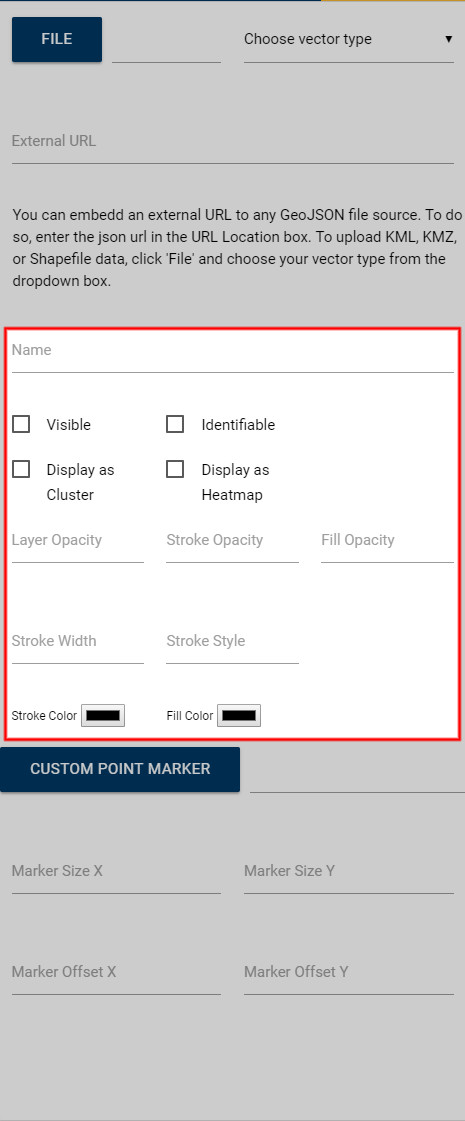 FILE
Choose vector type
External URL
You can embedd an external URL to any GeoJSON file source. To do
so, enter the json url in the URL Location box. To upload KML, KMZ,
or Shapefile data, click 'File' and choose your vector type from the
dropdown box.
Name
Visible
Identifiable
Display as
Cluster
Display as
Heatmap
Layer Opacity
Stroke Opacity
Fill Opacity
Stroke Width
Stroke Style
Stroke Color
Fill Color
CUSTOM POINT MARKER
Marker Size X
Marker Size Y
Marker Offset X
Marker Offset Y